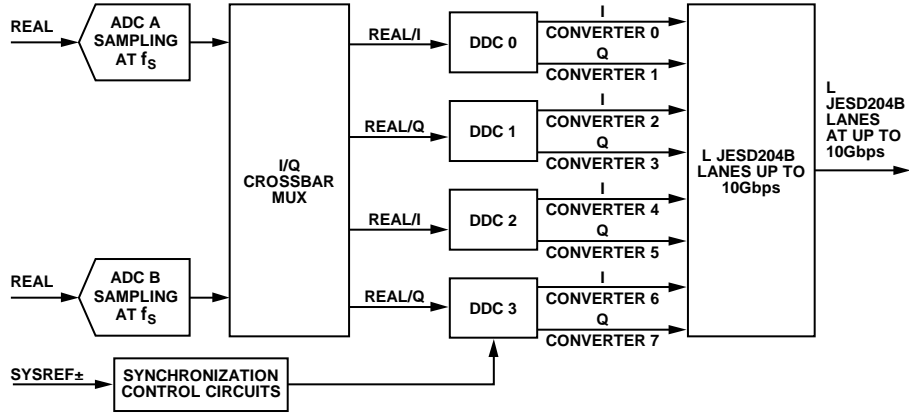 REAL
ADC A
SAMPLING
AT fS
I/Q
CROSSBAR
MUX
REAL/I
DDC 0
I
CONVERTER 0
Q
CONVERTER 1
REAL/Q
DDC 1
I
CONVERTER 2
Q
CONVERTER 3
REAL/I
DDC 2
I
CONVERTER 4
Q
CONVERTER 5
REAL
ADC B
SAMPLING
AT fS
REAL/Q
DDC 3
I
CONVERTER 6
Q
CONVERTER 7
L JESD204B
LANES UP TO
10Gbps
L
JESD204B
LANES
AT UP TO
10Gbps
SYSREF±
SYNCHRONIZATION
CONTROL CIRCUITS